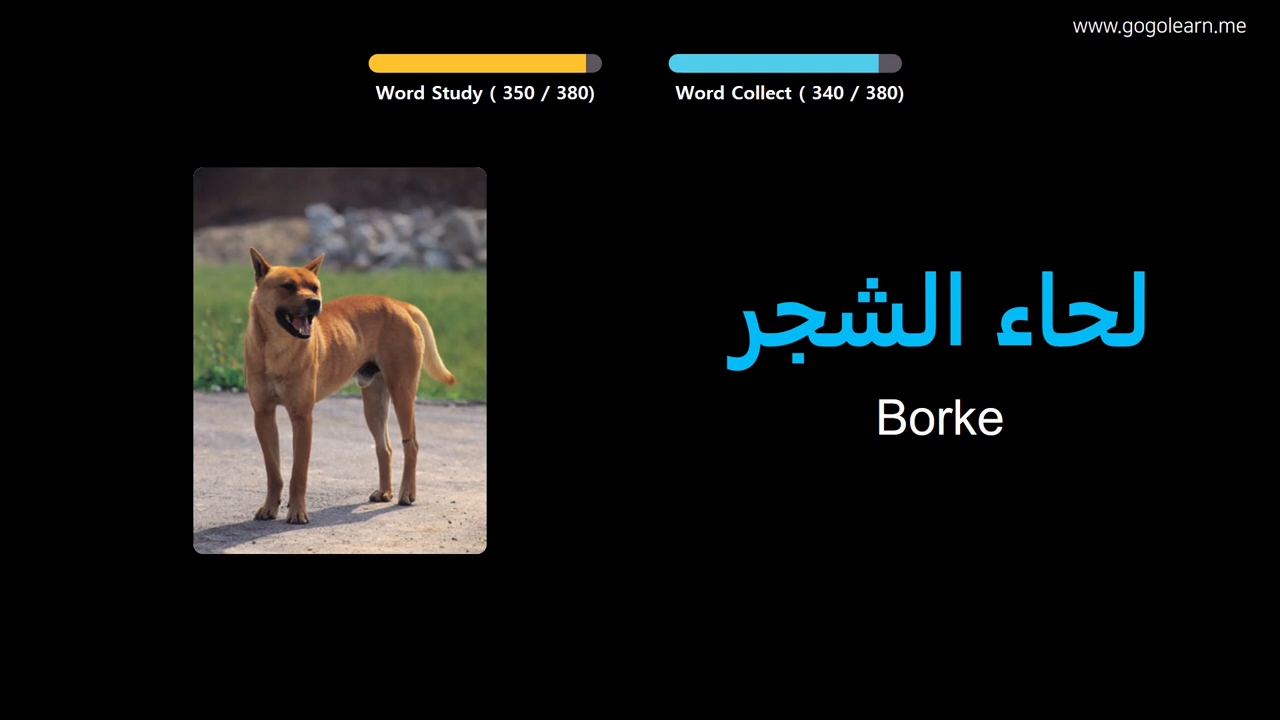 www.gogolearn.me
Word Study ( 350 / 380)
Word Collect ( 340 / 380)
لحاء الشجر
Borke